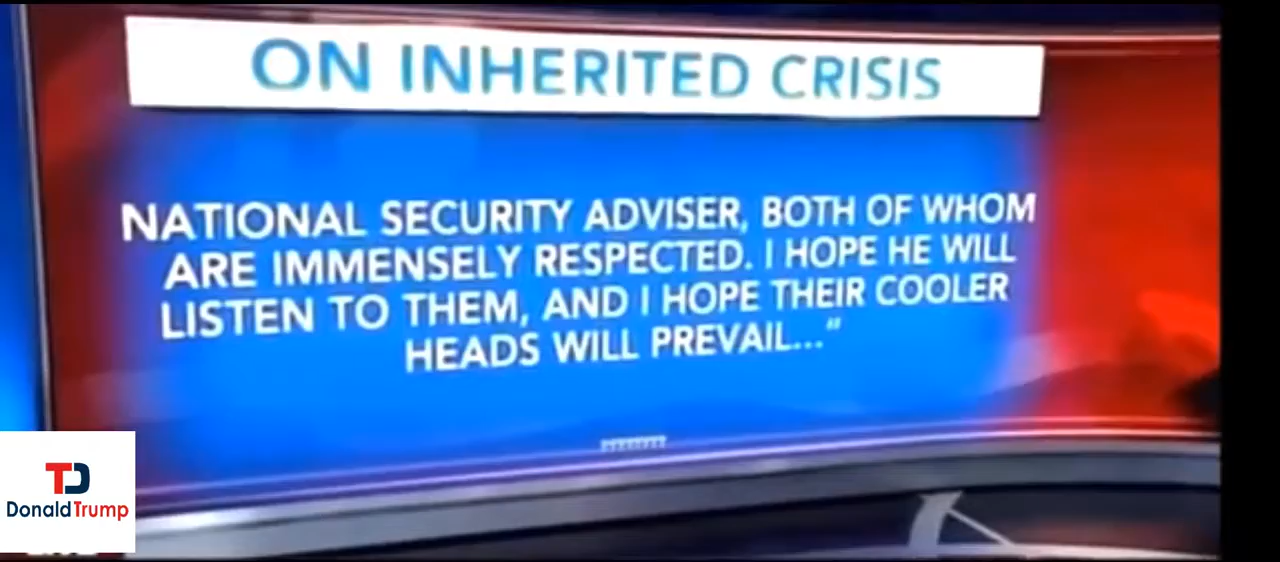 ON INHERITED CRISIS
NATIONAL SECURITY ADVISER, BOTH OF WHOM
ARE IMMENSELY RESPECTED. I HOPE HE WILL
LISTEN TO THEM, AND I HOPE THEIR COOLER
HEADS WILL PREVAIL..."
TD
DonaldTrump